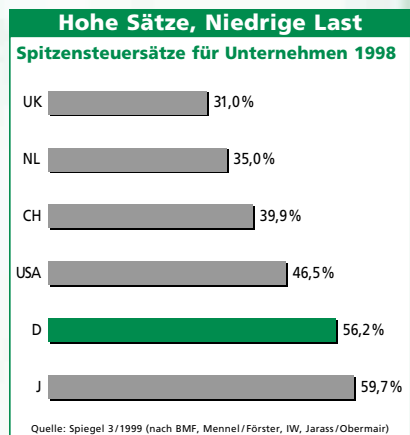 Hohe Sätze, Niedrige Last
Spitzensteuersätze für Unternehmen 1998
UK 31,0%
NL 35,0%
CH 39,9%
USA 46,5%
D 56,2%
J 59,7%
Quelle: Spiegel 3/1999 (nach BMF, Mennel/Förster, IW, Jarass/Obermair)